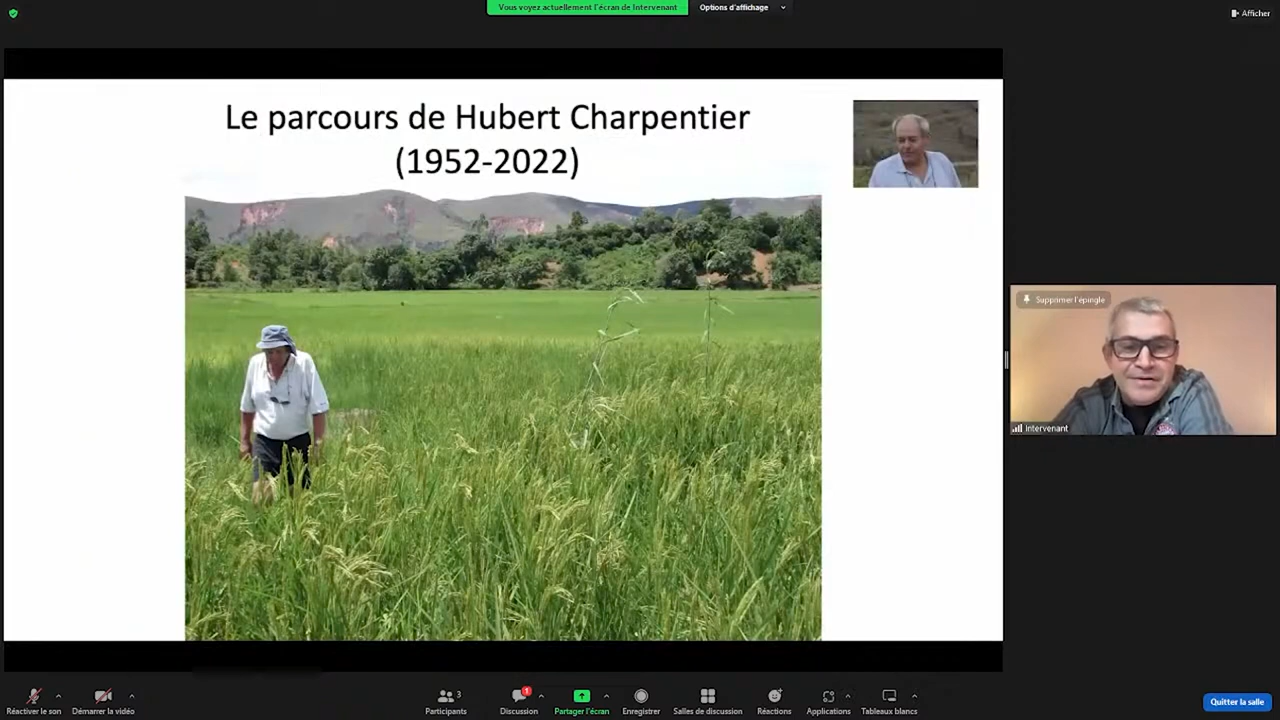 Vous voyez actuellement l'écran de Intervenant
Options d'affichage
Afficher
Le parcours de Hubert Charpentier
(1952-2022)
Supprimer l'épingle
Intervenant
3
1
Réactiver le son
Démarrer la vidéo
Participants
Discussion
Partager l'écran
Enregistrer
Salles de discussion
Réactions
Applications
Tableaux blancs
Quitter la salle